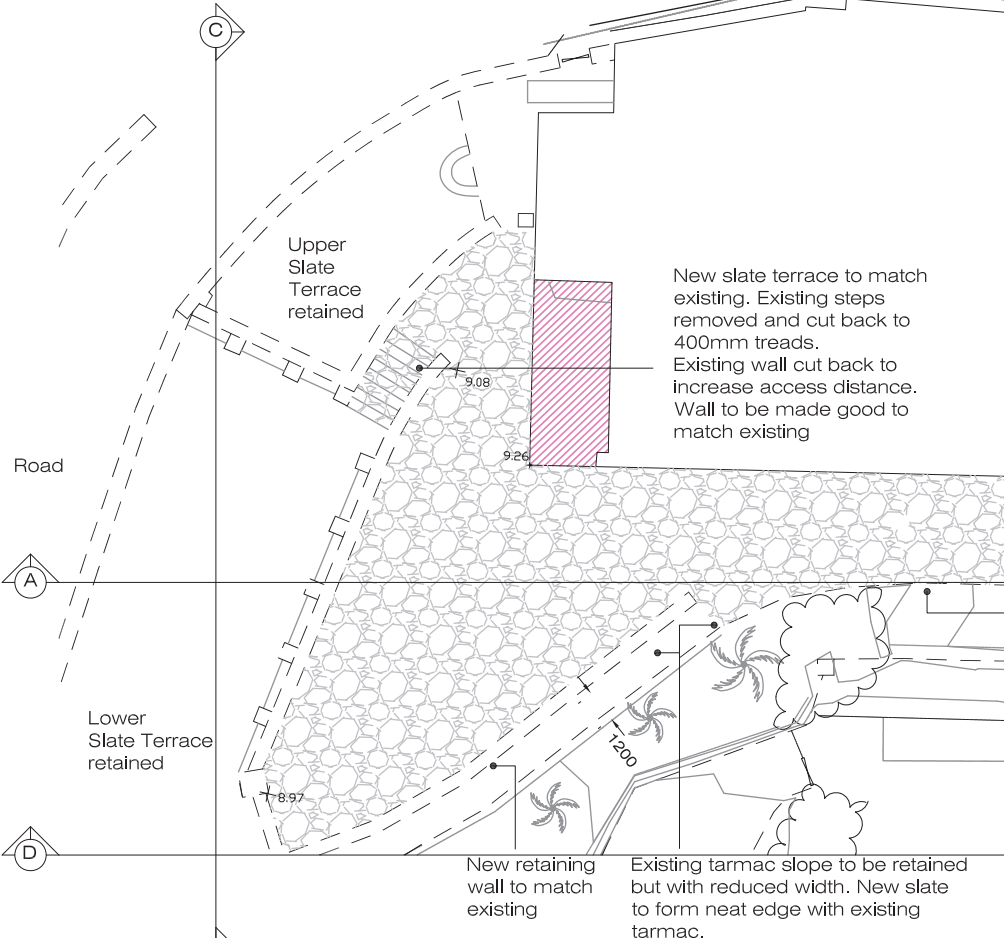 C
Upper
Slate
Terrace
retained
New slate terrace to match
existing. Existing steps
removed and cut back to
400mm treads.
Existing wall cut back to
increase access distance.
Wall to be made good to
match existing
9.08
9.26
Road
A
Lower
Slate Terrace
retained
1200
8.97
D
New retaining
wall to match
existing
Existing tarmac slope to be retained
but with reduced width. New slate
to form neat edge with existing
tarmac.